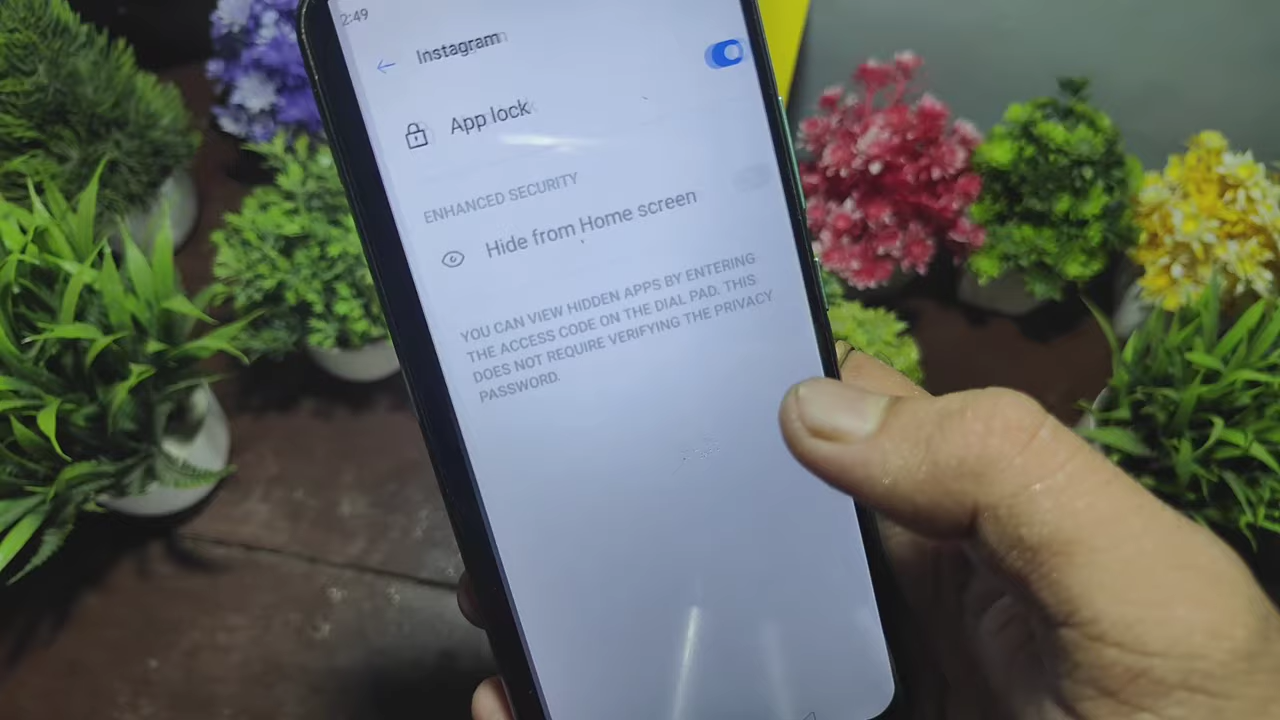 2:49
Instagram
App lock
ENHANCED SECURITY
Hide from Home screen
YOU CAN VIEW HIDDEN APPS BY ENTERING
THE ACCESS CODE ON THE DIAL PAD. THIS
DOES NOT REQUIRE VERIFYING THE PRIVACY
PASSWORD.